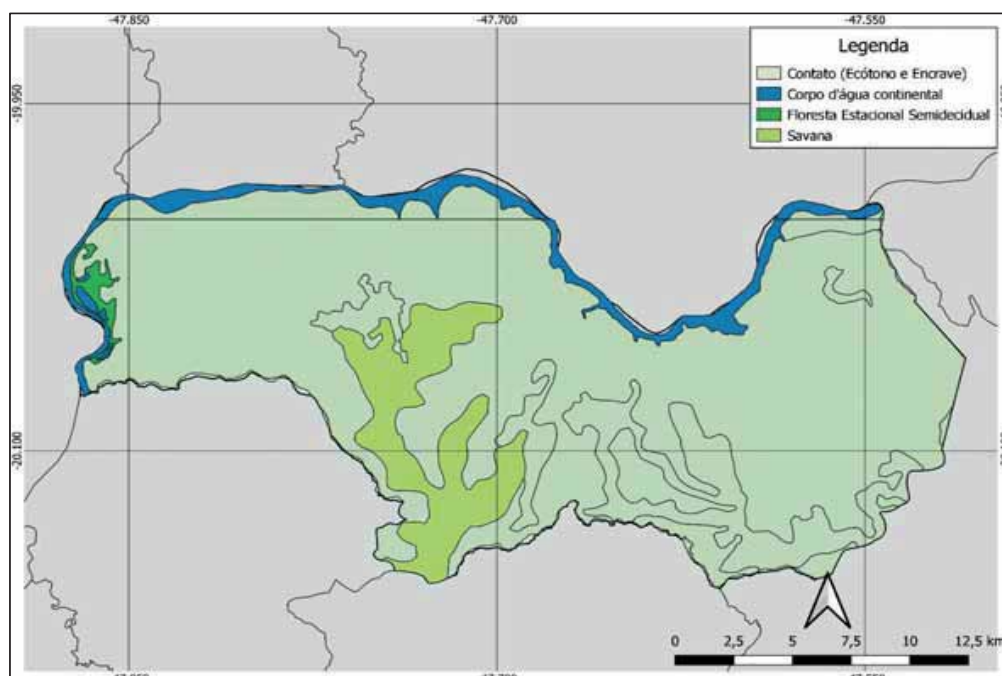 -47.850 -47.700 -47.550
Legenda
Contato (Ecótono e Encrave)
Corpo d'água continental
Floresta Estacional Semidecidual
Savana
-19.950
-20.100
0 2,5 5 7,5 10 12,5 km